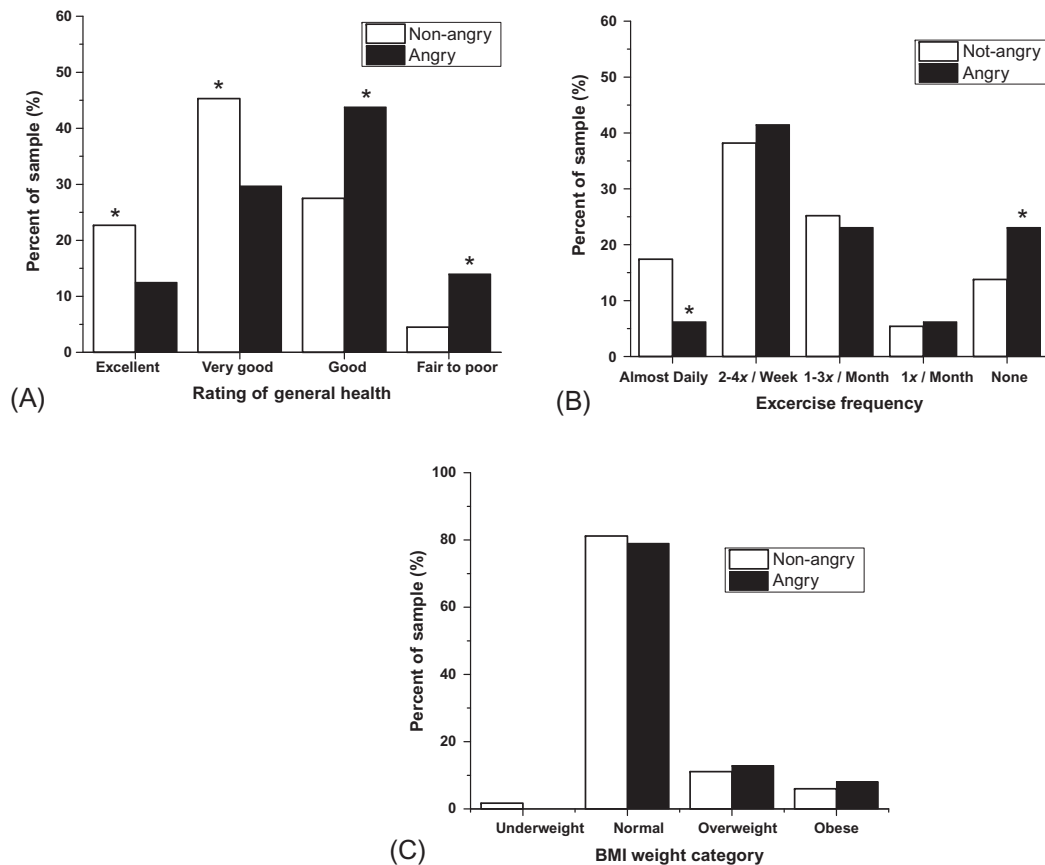 60
50
40
30
20
10
0
Percent of sample (%)
Non-angry
Angry
*
*
*
*
Excellent
Very good
Good
Fair to poor
Rating of general health
(A)
60
50
40
30
20
10
0
Percent of sample (%)
Not-angry
Angry
*
*
Almost Daily
2-4x / Week
1-3x / Month
1x / Month
None
Excercise frequency
(B)
100
80
60
40
20
0
Percent of sample (%)
Non-angry
Angry
Underweight
Normal
Overweight
Obese
BMI weight category
(C)